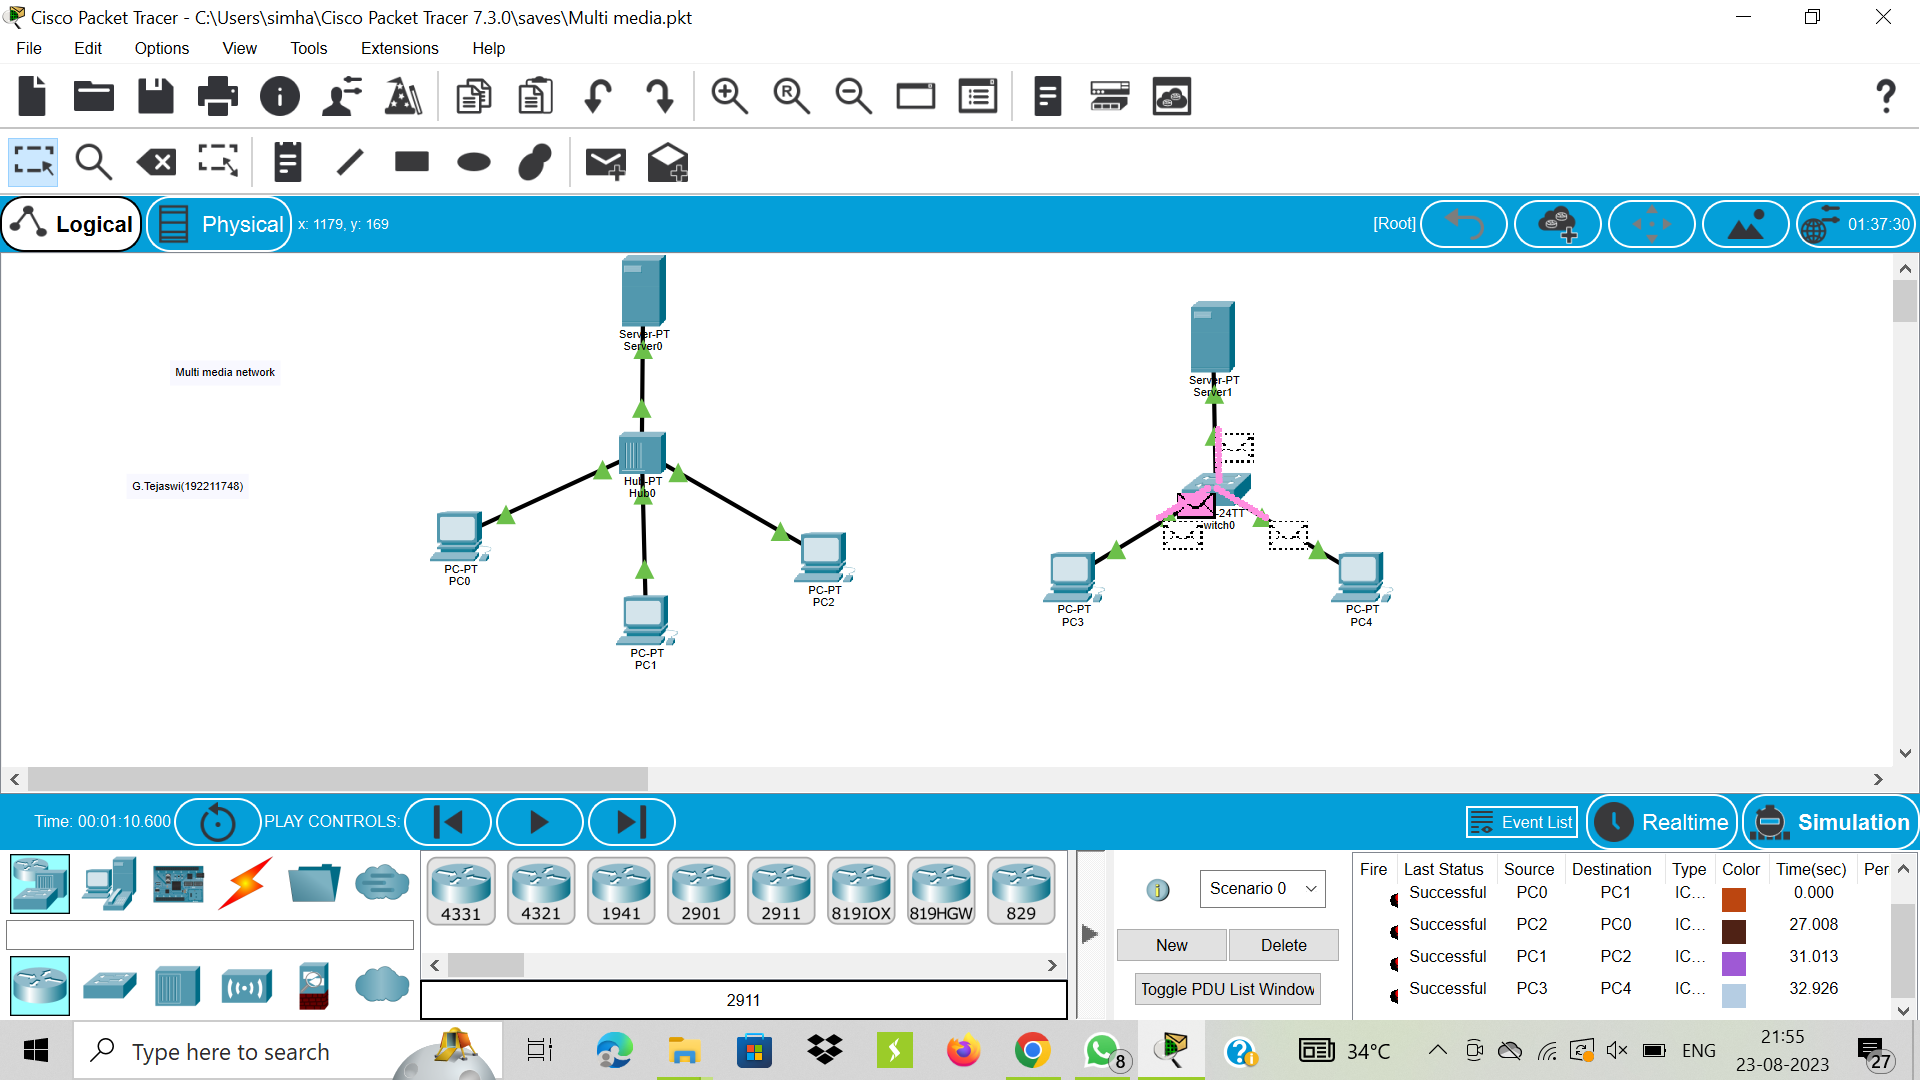 Cisco Packet Tracer - C:\Users\simha\Cisco Packet Tracer 7.3.0\saves\Multi media.pkt
File Edit Options View Tools Extensions Help
Logical Physical x: 1179, y: 169 [Root] 01:37:30
Server-PT
Server0
Server-PT
Server1
Multi media network
G.Tejaswi(192211748)
Hub-PT
Hub0
-24TT
witch0
PC-PT
PC0
PC-PT
PC2
PC-PT
PC1
PC-PT
PC3
PC-PT
PC4
Time: 00:01:10.600 PLAY CONTROLS: Event List Realtime Simulation
4331 4321 1941 2901 2911 819IOX 819HGW 829
2911
Scenario 0
New Delete
Toggle PDU List Window
Fire Last Status Source Destination Type Color Time(sec) Per
Successful PC0 PC1 IC... 0.000
Successful PC2 PC0 IC... 27.008
Successful PC1 PC2 IC... 31.013
Successful PC3 PC4 IC... 32.926
Type here to search 8 34°C ENG 21:55
23-08-2023 27